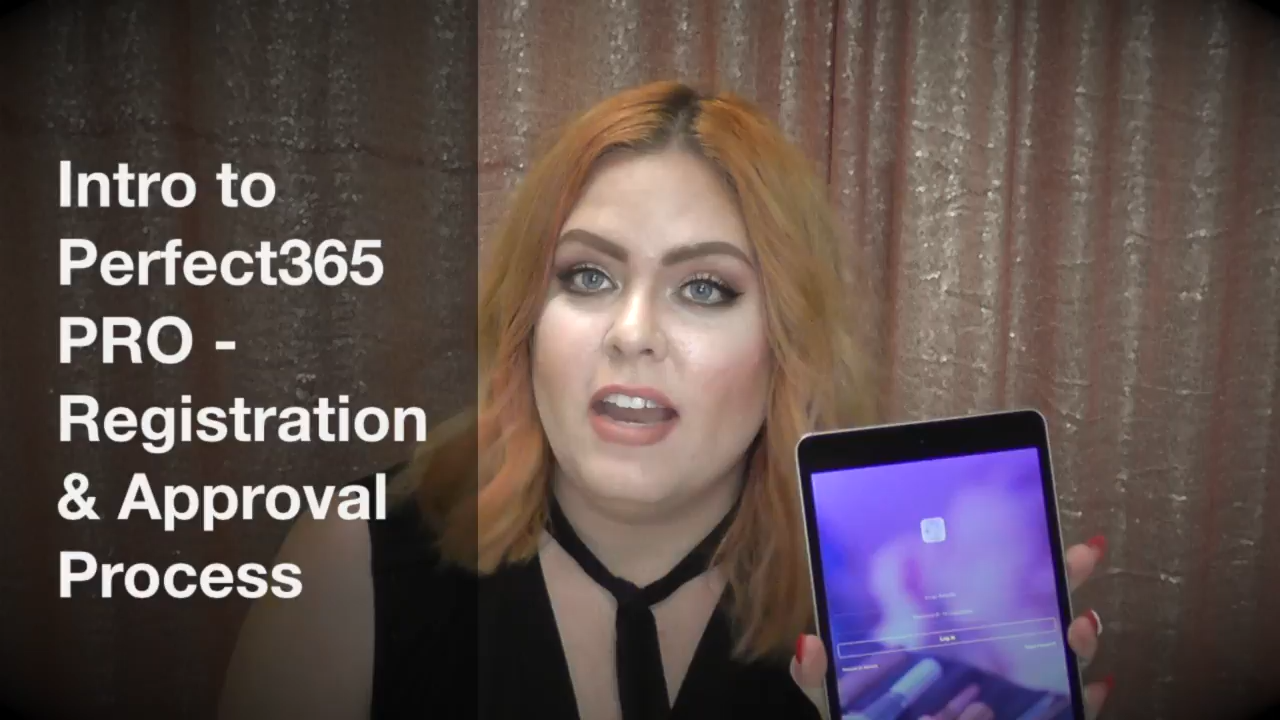 Intro to
Perfect365
PRO -
Registration
& Approval
Process
Log in